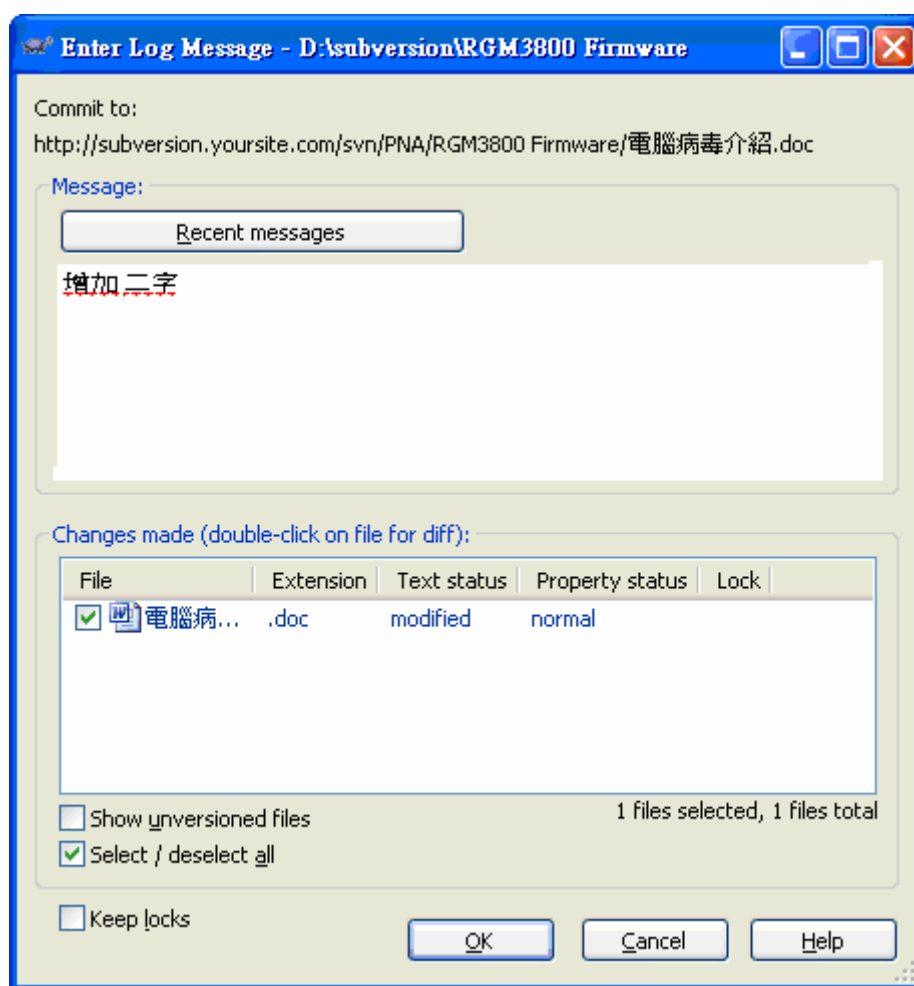 Enter Log Message - D:\subversion\RGM3800 Firmware
Commit to:
http://subversion.yoursite.com/svn/PNA/RGM3800 Firmware/電腦病毒介紹.doc
Message:
Recent messages
增加二字
Changes made (double-click on file for diff):
File Extension Text status Property status Lock
電腦病... .doc modified normal
Show unversioned files 1 files selected, 1 files total
Select / deselect all
Keep locks OK Cancel Help